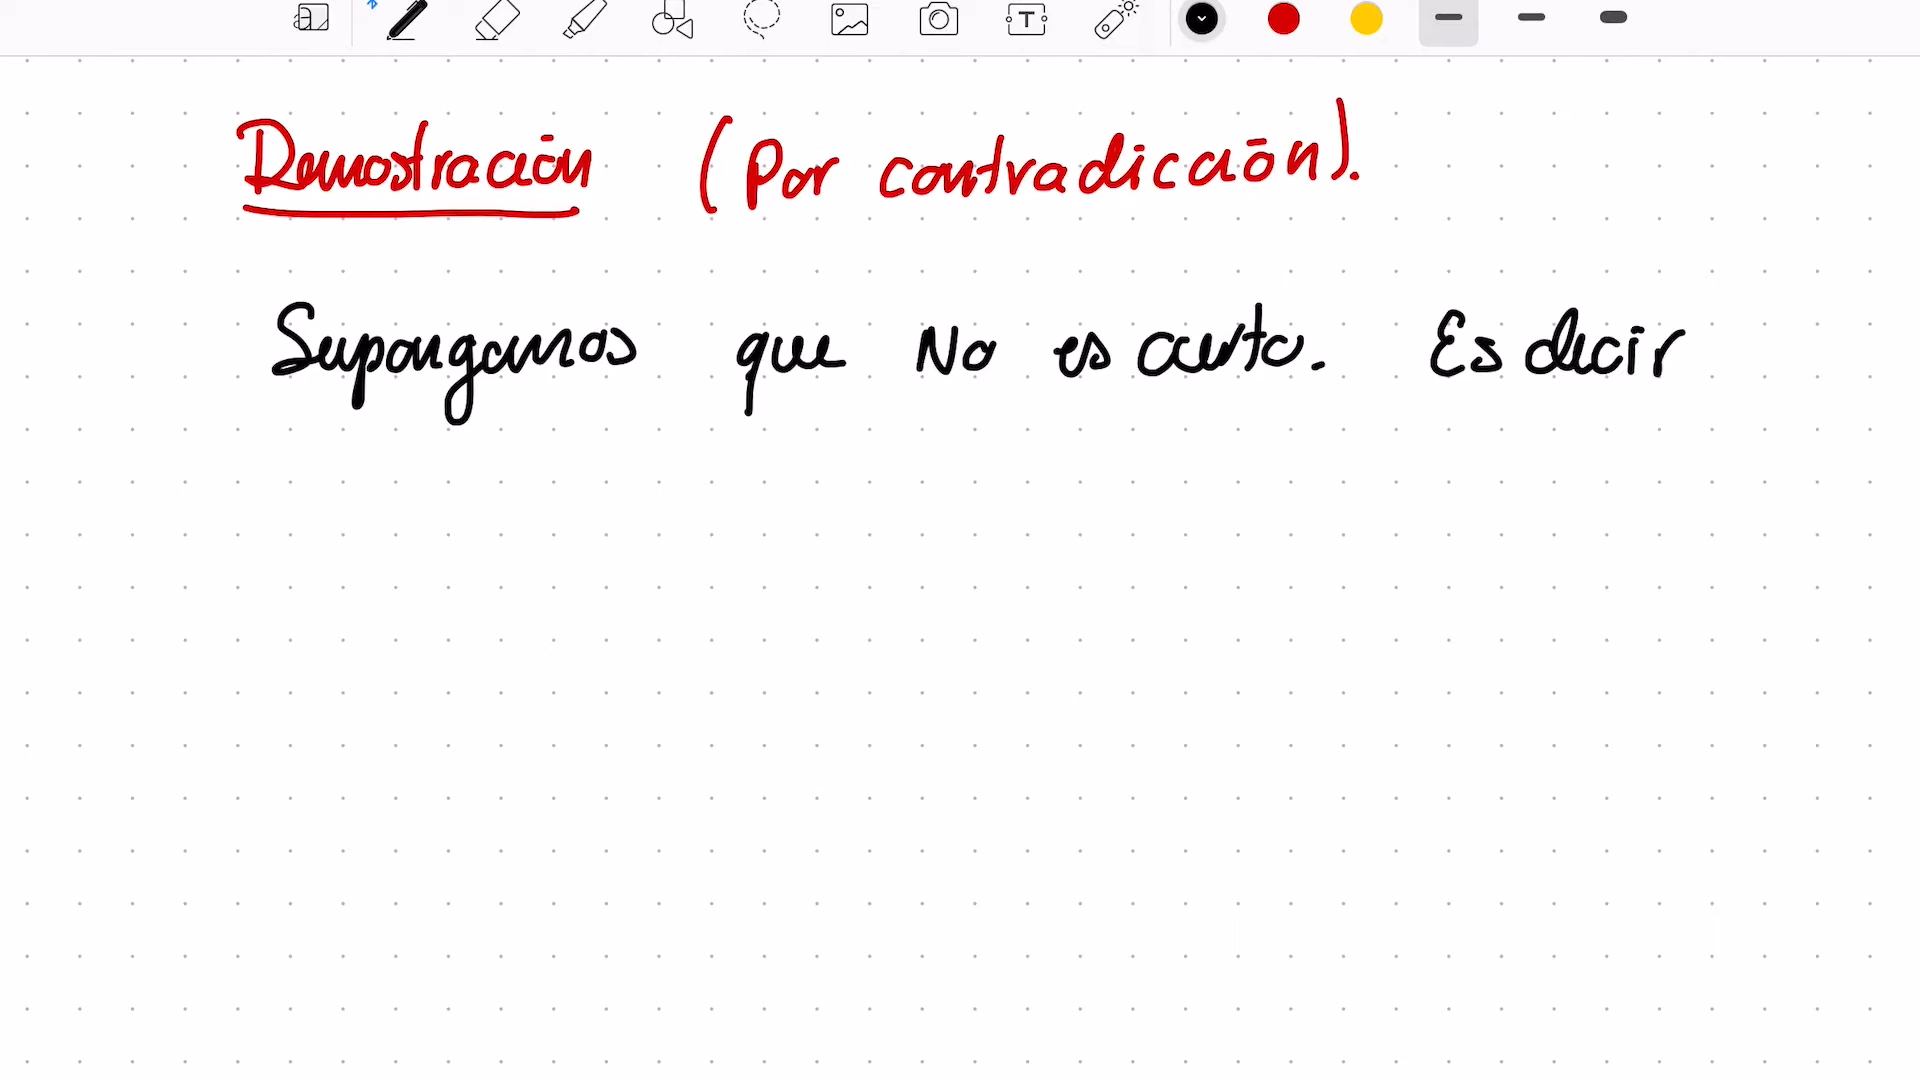 Demostración (Por contradicción).
Supongamos que No es cierto. Es decir